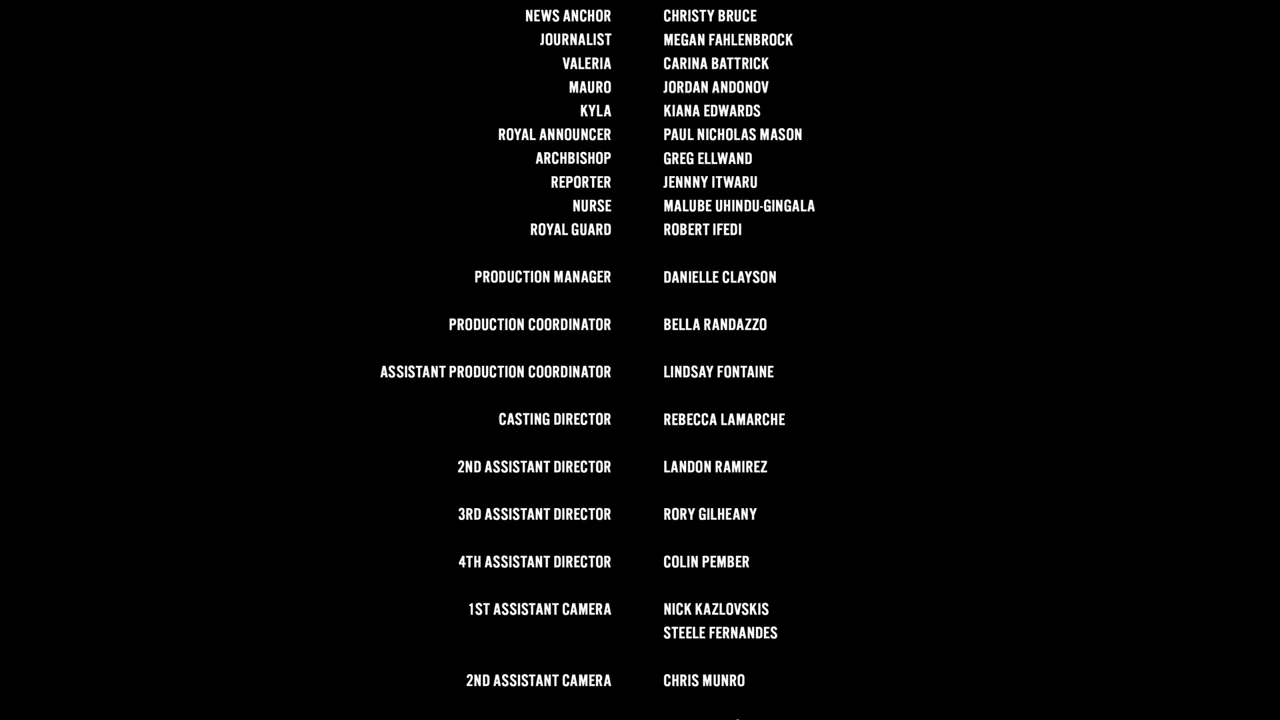 NEWS ANCHOR CHRISTY BRUCE
JOURNALIST MEGAN FAHLENBROCK
VALERIA CARINA BATTRICK
MAURO JORDAN ANDONOV
KYLA KIANA EDWARDS
ROYAL ANNOUNCER PAUL NICHOLAS MASON
ARCHBISHOP GREG ELLWAND
REPORTER JENNNY ITWARU
NURSE MALUBE UHINDU-GINGALA
ROYAL GUARD ROBERT IFEDI
PRODUCTION MANAGER DANIELLE CLAYSON
PRODUCTION COORDINATOR BELLA RANDAZZO
ASSISTANT PRODUCTION COORDINATOR LINDSAY FONTAINE
CASTING DIRECTOR REBECCA LAMARCHE
2ND ASSISTANT DIRECTOR LANDON RAMIREZ
3RD ASSISTANT DIRECTOR RORY GILHEANY
4TH ASSISTANT DIRECTOR COLIN PEMBER
1ST ASSISTANT CAMERA NICK KAZLOVSKIS
STEELE FERNANDES
2ND ASSISTANT CAMERA CHRIS MUNRO